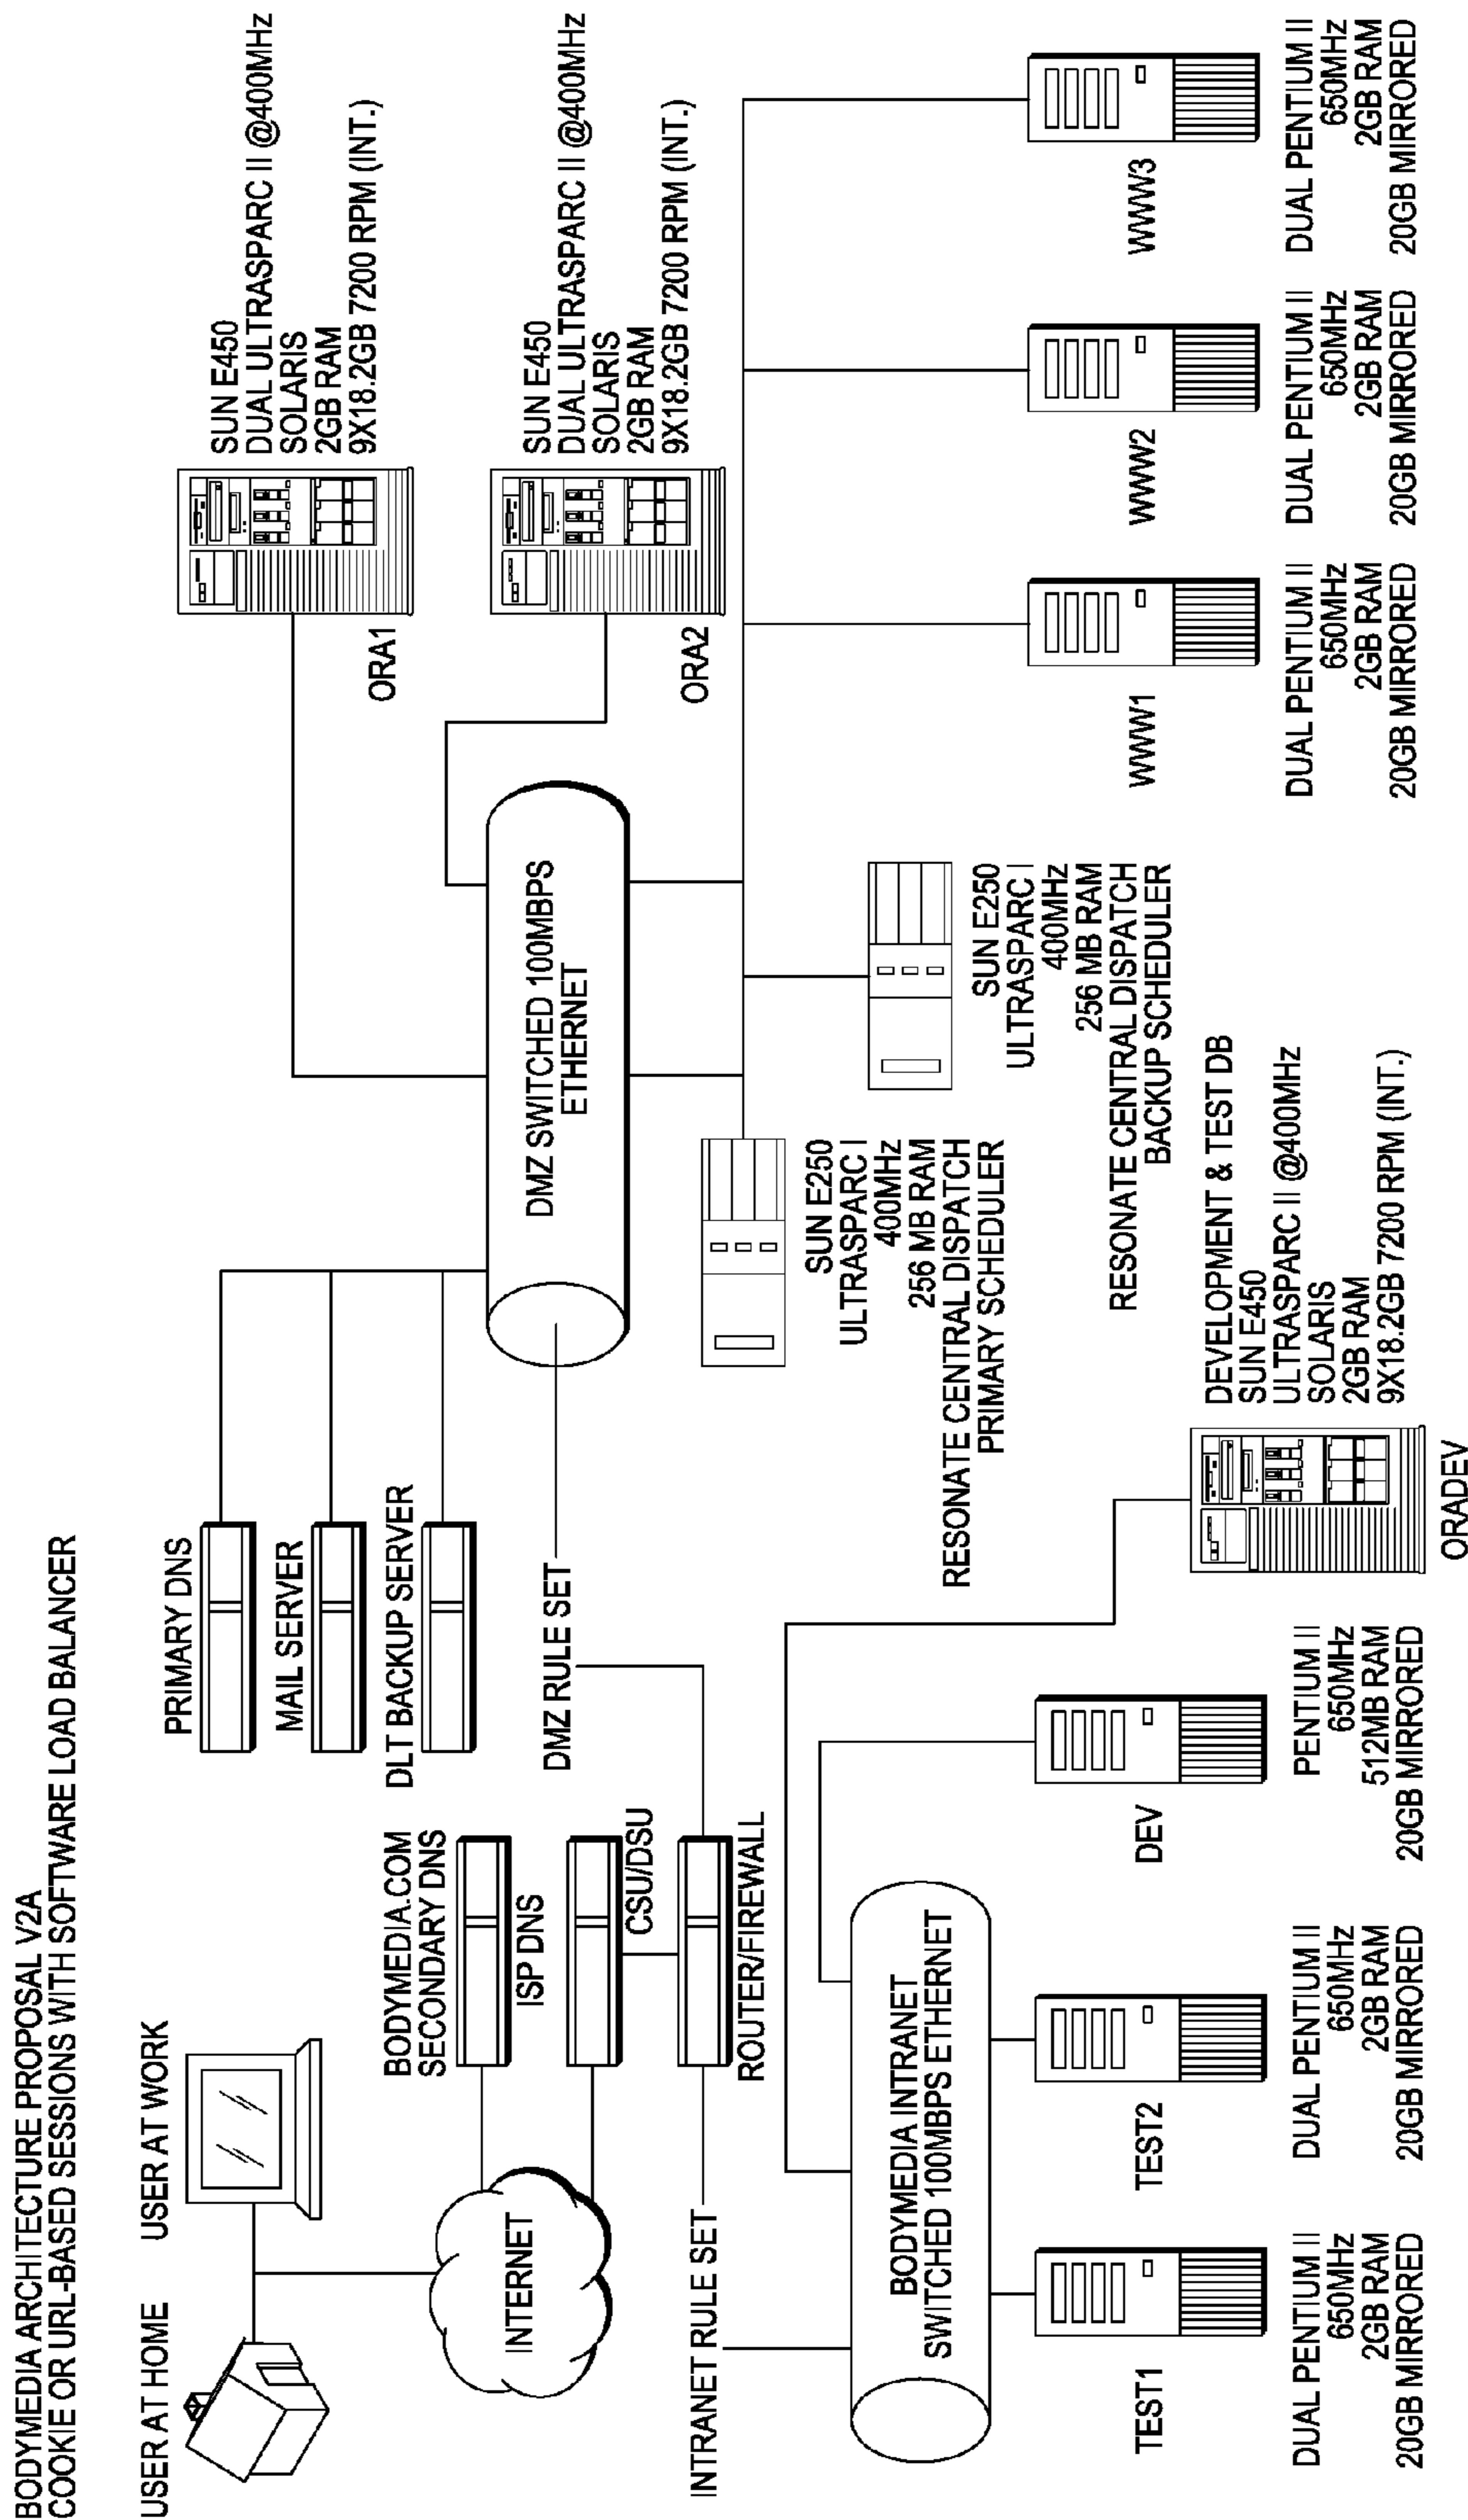 BODYMEDIA ARCHITECTURE PROPOSAL V2A
COOKIE OR URL-BASED SESSIONS WITH SOFTWARE LOAD BALANCER
USER AT HOME
USER AT WORK
INTERNET
BODYMEDIA.COM
SECONDARY DNS
ISP DNS
CSU/DSU
ROUTER/FIREWALL
INTRANET RULE SET
DMZ RULE SET
PRIMARY DNS
MAIL SERVER
DLT BACKUP SERVER
DMZ SWITCHED 100MBPS
ETHERNET
SUN E450
DUAL ULTRASPARC II @400MHz
SOLARIS
2GB RAM
9X18.2GB 7200 RPM (INT.)
ORA1
SUN E450
DUAL ULTRASPARC II @400MHz
SOLARIS
2GB RAM
9X18.2GB 7200 RPM (INT.)
ORA2
SUN E250
ULTRASPARC I
400MHz
256 MB RAM
RESONATE CENTRAL DISPATCH
PRIMARY SCHEDULER
SUN E250
ULTRASPARC I
400MHz
256 MB RAM
RESONATE CENTRAL DISPATCH
BACKUP SCHEDULER
WWW1
DUAL PENTIUM II
650MHz
2GB RAM
20GB MIRRORED
WWW2
DUAL PENTIUM II
650MHz
2GB RAM
20GB MIRRORED
WWW3
DUAL PENTIUM II
650MHz
2GB RAM
20GB MIRRORED
BODYMEDIA INTRANET
SWITCHED 100MBPS ETHERNET
TEST1
DUAL PENTIUM II
650MHz
2GB RAM
20GB MIRRORED
TEST2
DUAL PENTIUM II
650MHz
2GB RAM
20GB MIRRORED
DEV
PENTIUM II
650MHz
512MB RAM
20GB MIRRORED
DEVELOPMENT & TEST DB
SUN E450
ULTRASPARC II @400MHz
SOLARIS
2GB RAM
9X18.2GB 7200 RPM (INT.)
ORADEV